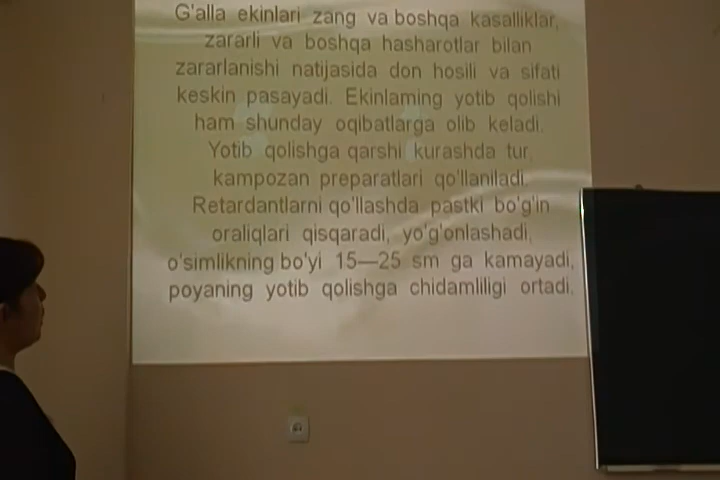 G'alla ekinlari zang va boshqa kasalliklar,
zararli va boshqa hasharotlar bilan
zararlanishi natijasida don hosili va sifati
keskin pasayadi. Ekinlaming yotib qolishi
ham shunday oqibatlarga olib keladi.
Yotib qolishga qarshi kurashda tur,
kampozan preparatlari qo'llaniladi.
Retardantlarni qo'llashda pastki bo'g'in
oraliqlari qisqaradi, yo'g'onlashadi,
o'simlikning bo'yi 15—25 sm ga kamayadi,
poyaning yotib qolishga chidamliligi ortadi.